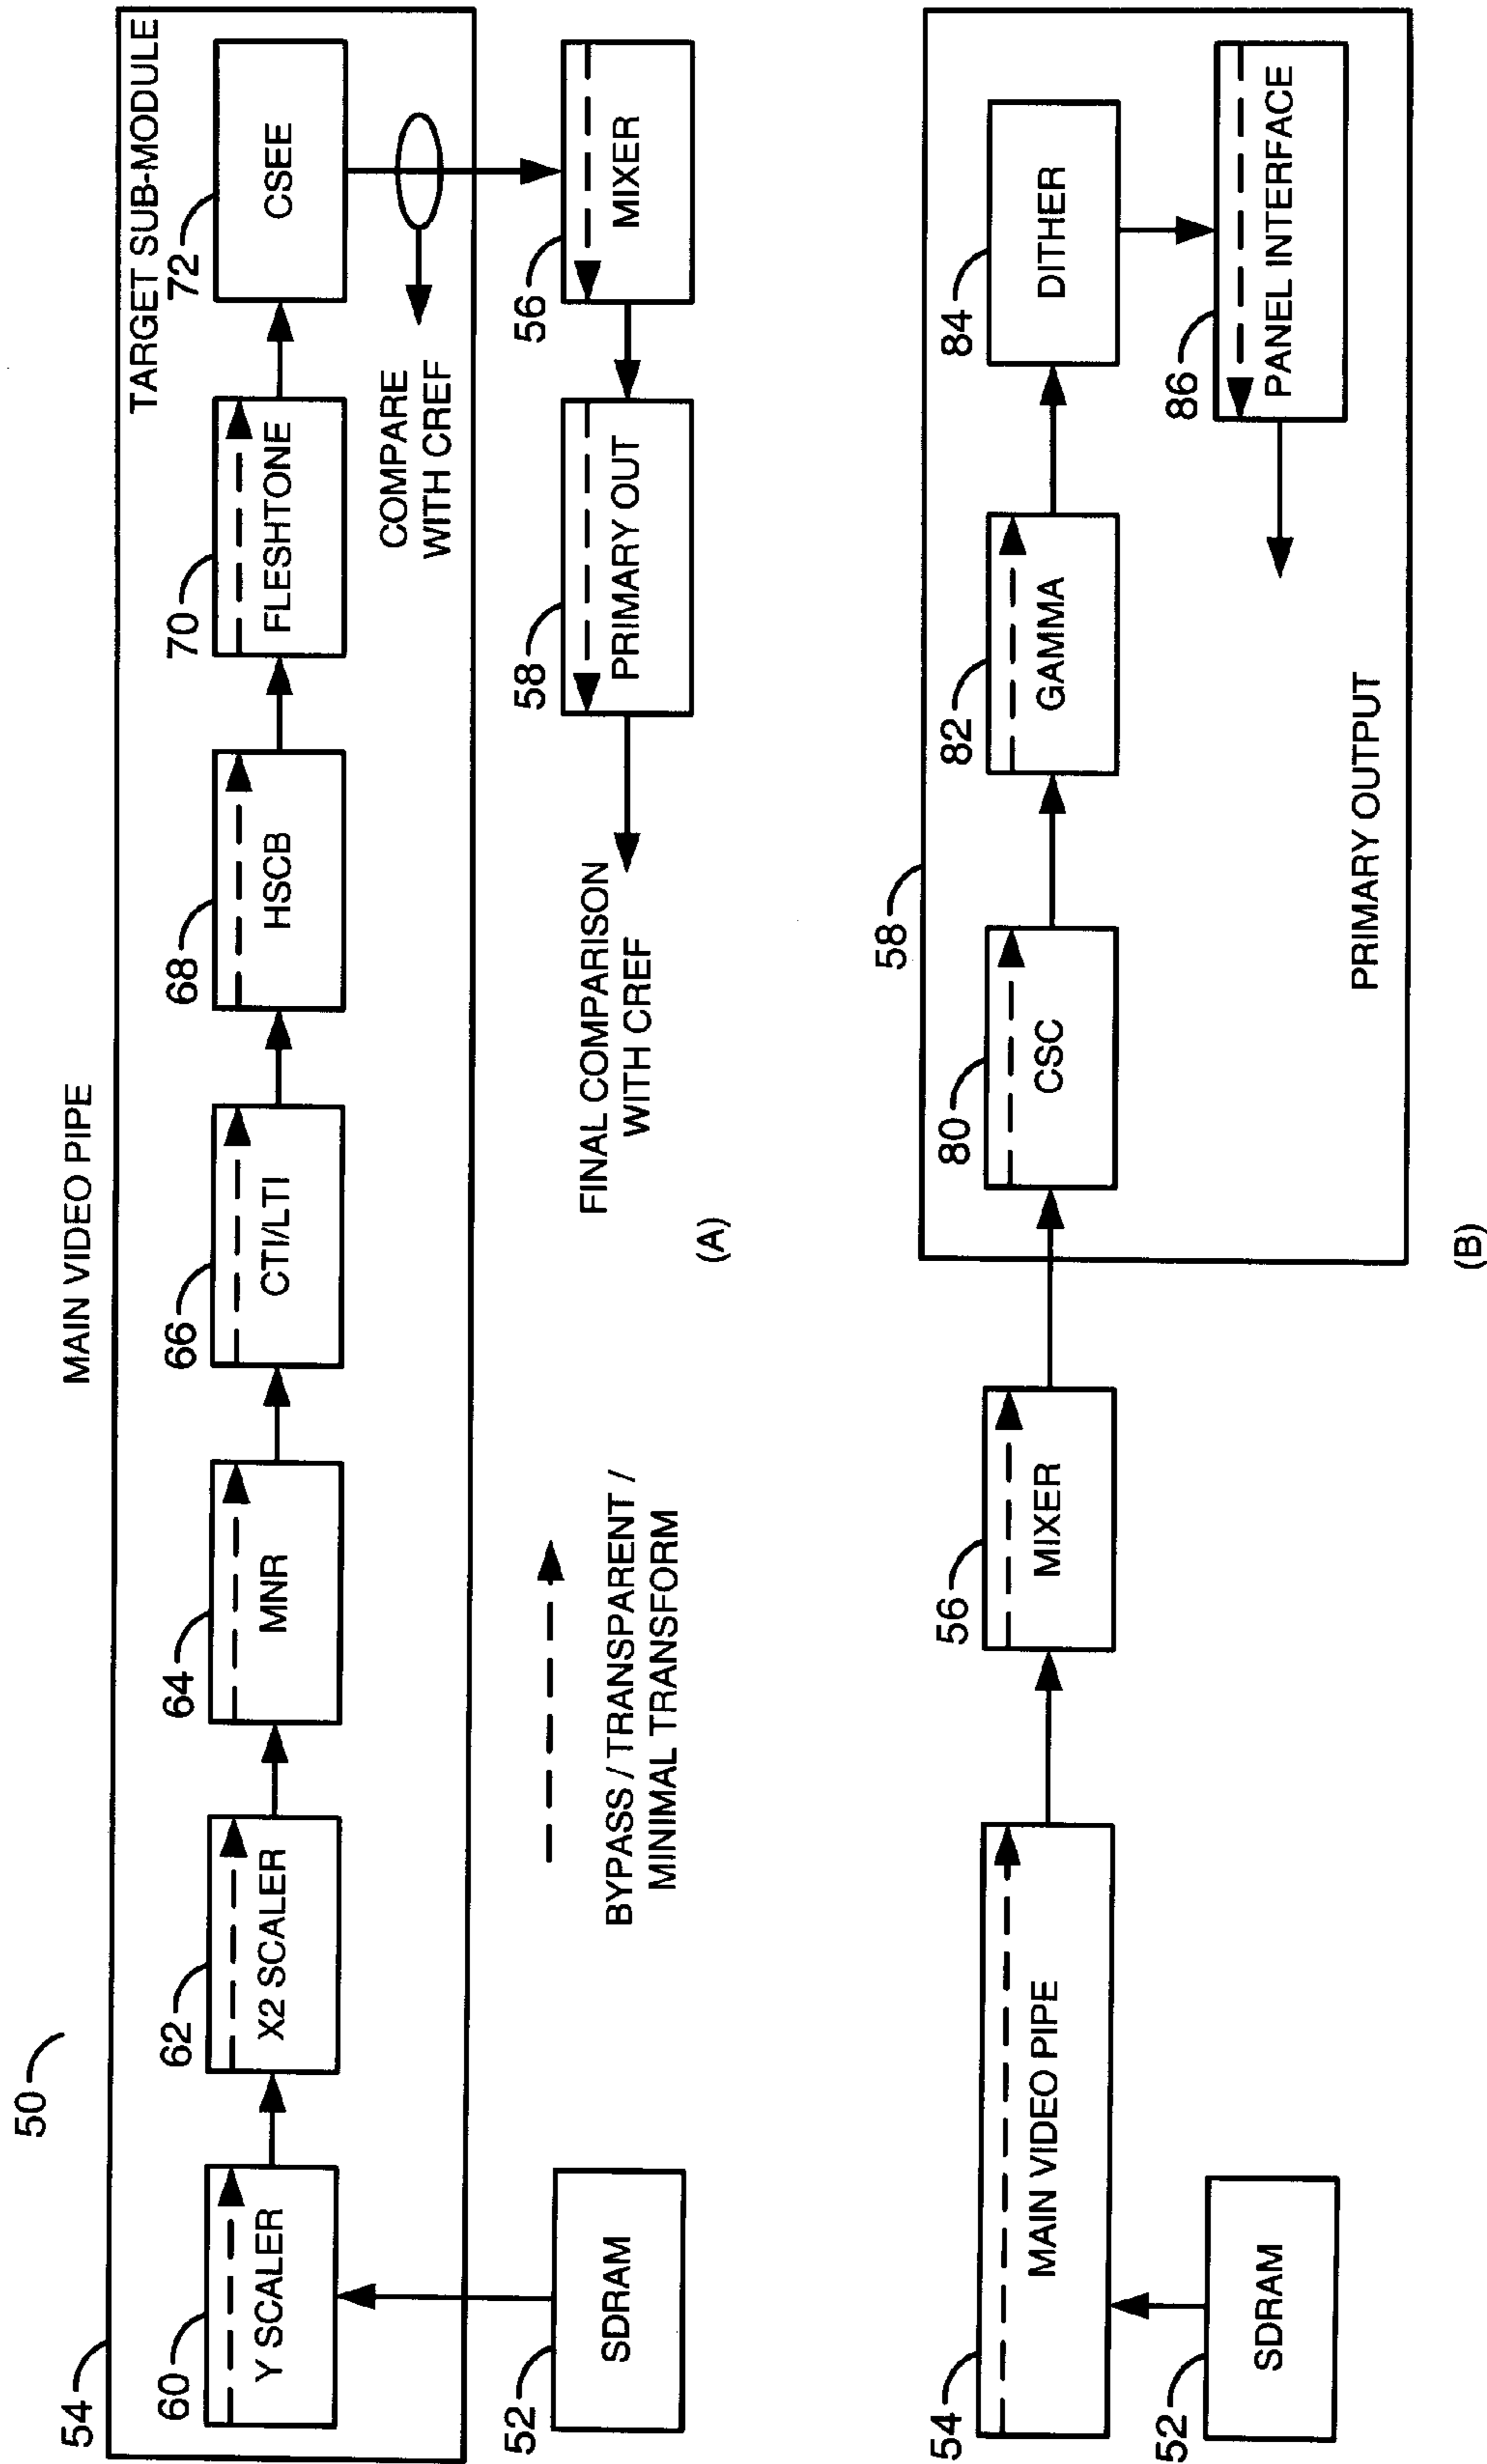 50
MAIN VIDEO PIPE
54
TARGET SUB-MODULE
60
Y SCALER
62
X2 SCALER
64
MNR
66
CTI/LTI
68
HSCB
70
FLESHTONE
72
CSEE
COMPARE
WITH CREF
52
SDRAM
BYPASS / TRANSPARENT /
MINIMAL TRANSFORM
56
MIXER
58
PRIMARY OUT
FINAL COMPARISON
WITH CREF
(A)
54
MAIN VIDEO PIPE
52
SDRAM
56
MIXER
58
80
CSC
82
GAMMA
84
DITHER
86
PANEL INTERFACE
PRIMARY OUTPUT
(B)